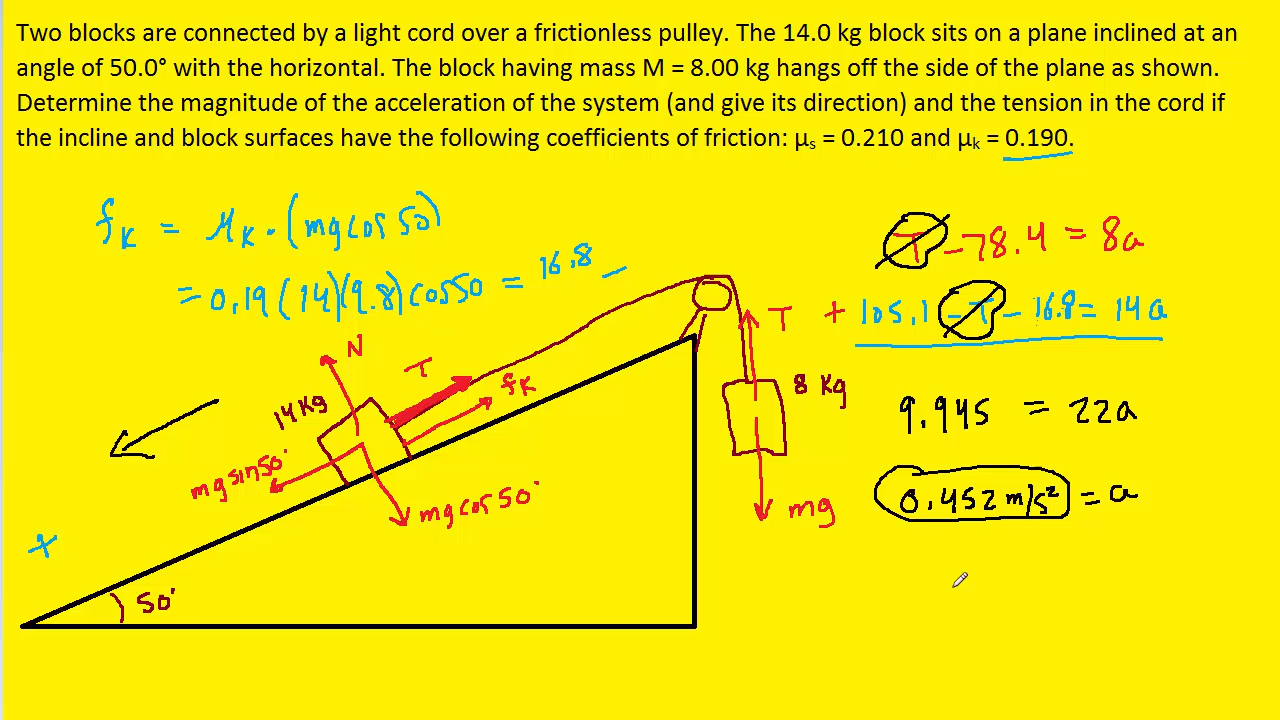 Two blocks are connected by a light cord over a frictionless pulley. The 14.0 kg block sits on a plane inclined at an
angle of 50.0° with the horizontal. The block having mass M = 8.00 kg hangs off the side of the plane as shown.
Determine the magnitude of the acceleration of the system (and give its direction) and the tension in the cord if
the incline and block surfaces have the following coefficients of friction: μs = 0.210 and μk = 0.190.
fK = μK · (mg cos 50)
= 0.19 (14)(9.8) cos 50 = 16.8
T - 78.4 = 8a
+ 105.1 - T - 16.8 = 14a
9.945 = 22a
0.452 m/s² = a
N
T
fK
14 Kg
mg sin 50°
mg cos 50°
T
8 Kg
mg
+
50°